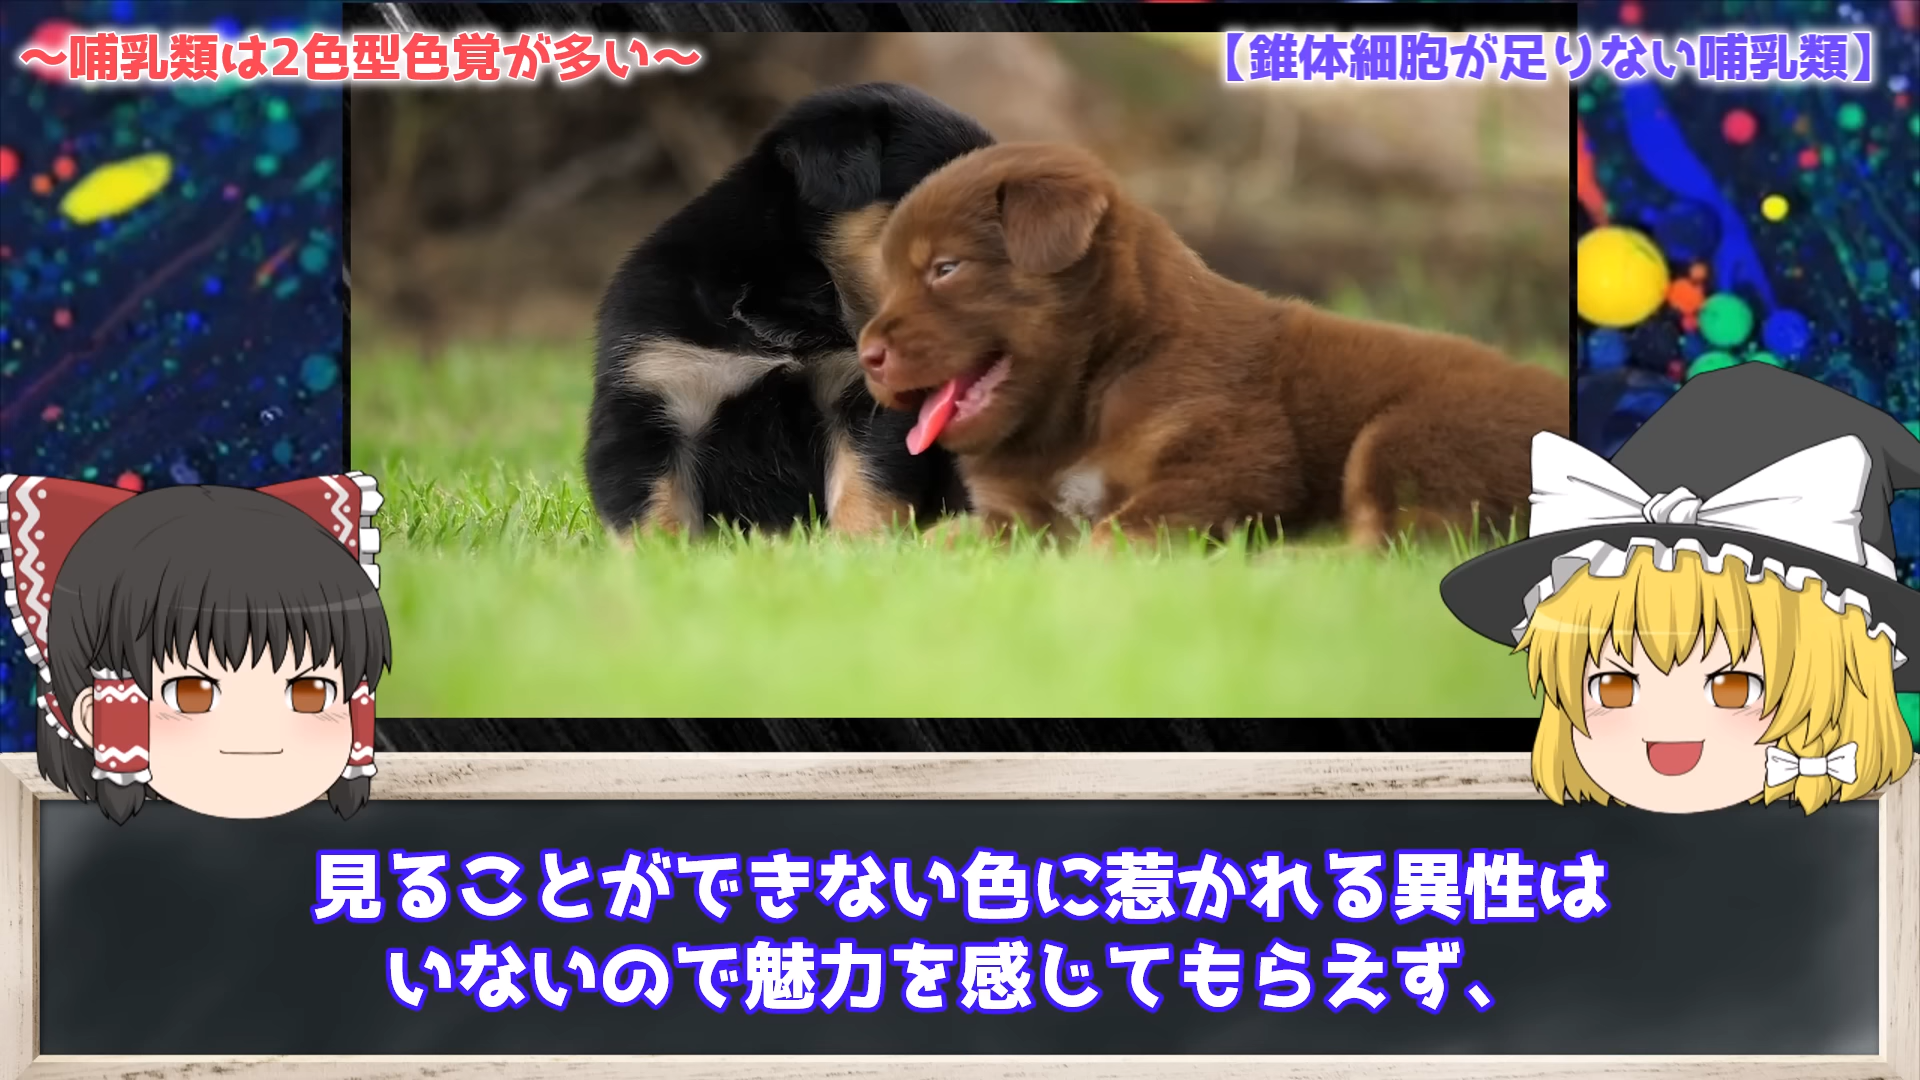 ～哺乳類は2色型色覚が多い～
【錐体細胞が足りない哺乳類】
見ることができない色に惹かれる異性は
いないので魅力を感じてもらえず、